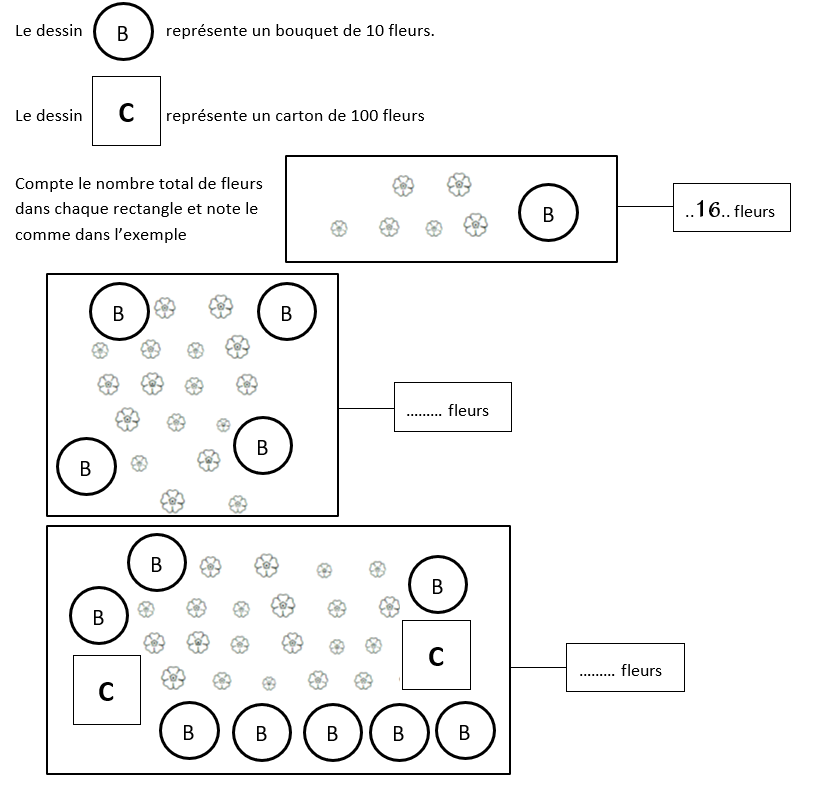 Le dessin B représente un bouquet de 10 fleurs.
Le dessin C représente un carton de 100 fleurs
Compte le nombre total de fleurs
dans chaque rectangle et note le
comme dans l’exemple
B
..16.. fleurs
B B
......... fleurs
B
B
B
B
B
C
C
......... fleurs
B B B B B